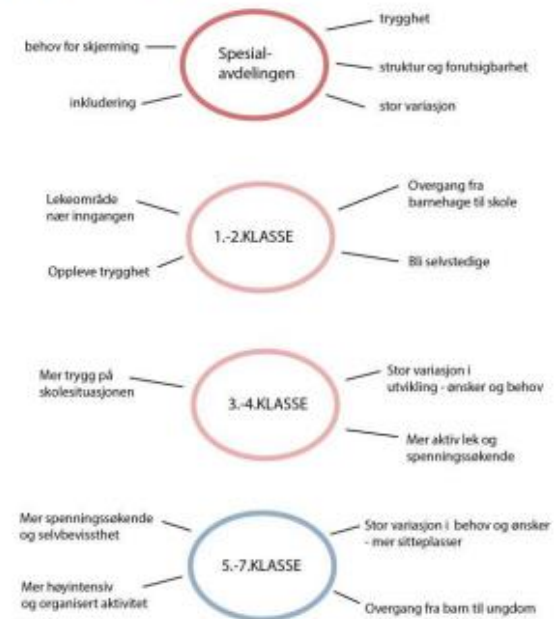 trygghet
behov for skjerming
Spesial-
avdelingen
struktur og forutsigbarhet
inkludering
stor variasjon
Lekeområde
nær inngangen
Overgang fra
barnehage til skole
1.-2.KLASSE
Oppleve trygghet
Bli selvstedige
Mer trygg på
skolesituasjonen
Stor variasjon i
utvikling - ønsker og behov
3.-4.KLASSE
Mer aktiv lek og
spenningssøkende
Mer spenningssøkende
og selvbevissthet
Stor variasjon i behov og ønsker
- mer sitteplasser
5.-7.KLASSE
Mer høyintensiv
og organisert aktivitet
Overgang fra barn til ungdom